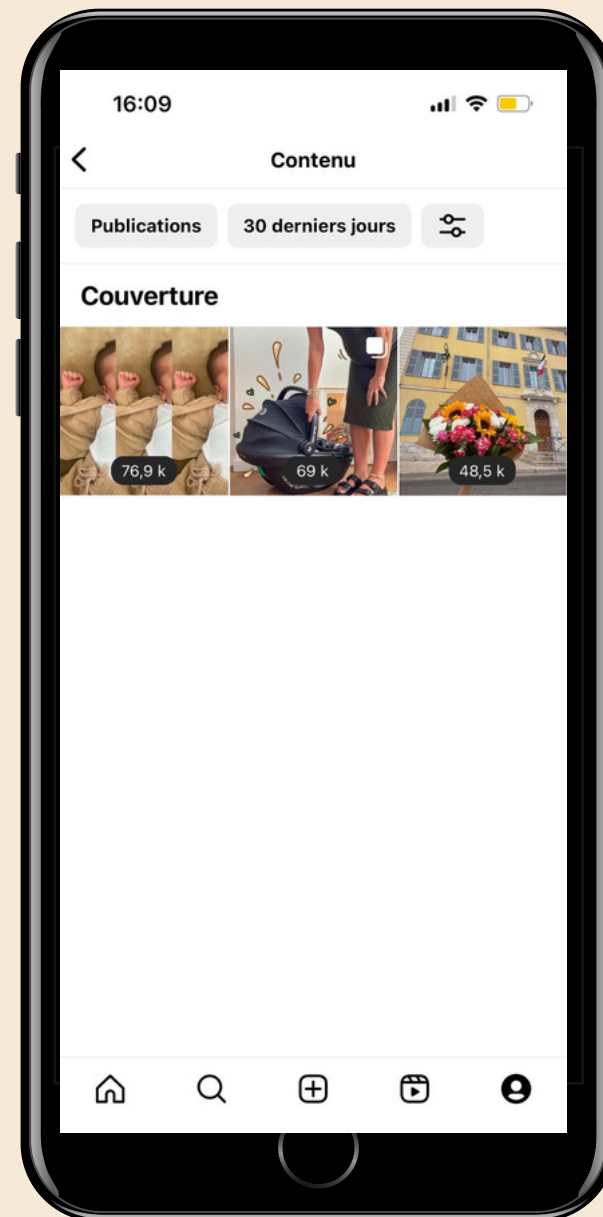 16:09
Contenu
Publications 30 derniers jours
Couverture
76,9 k 69 k 48,5 k